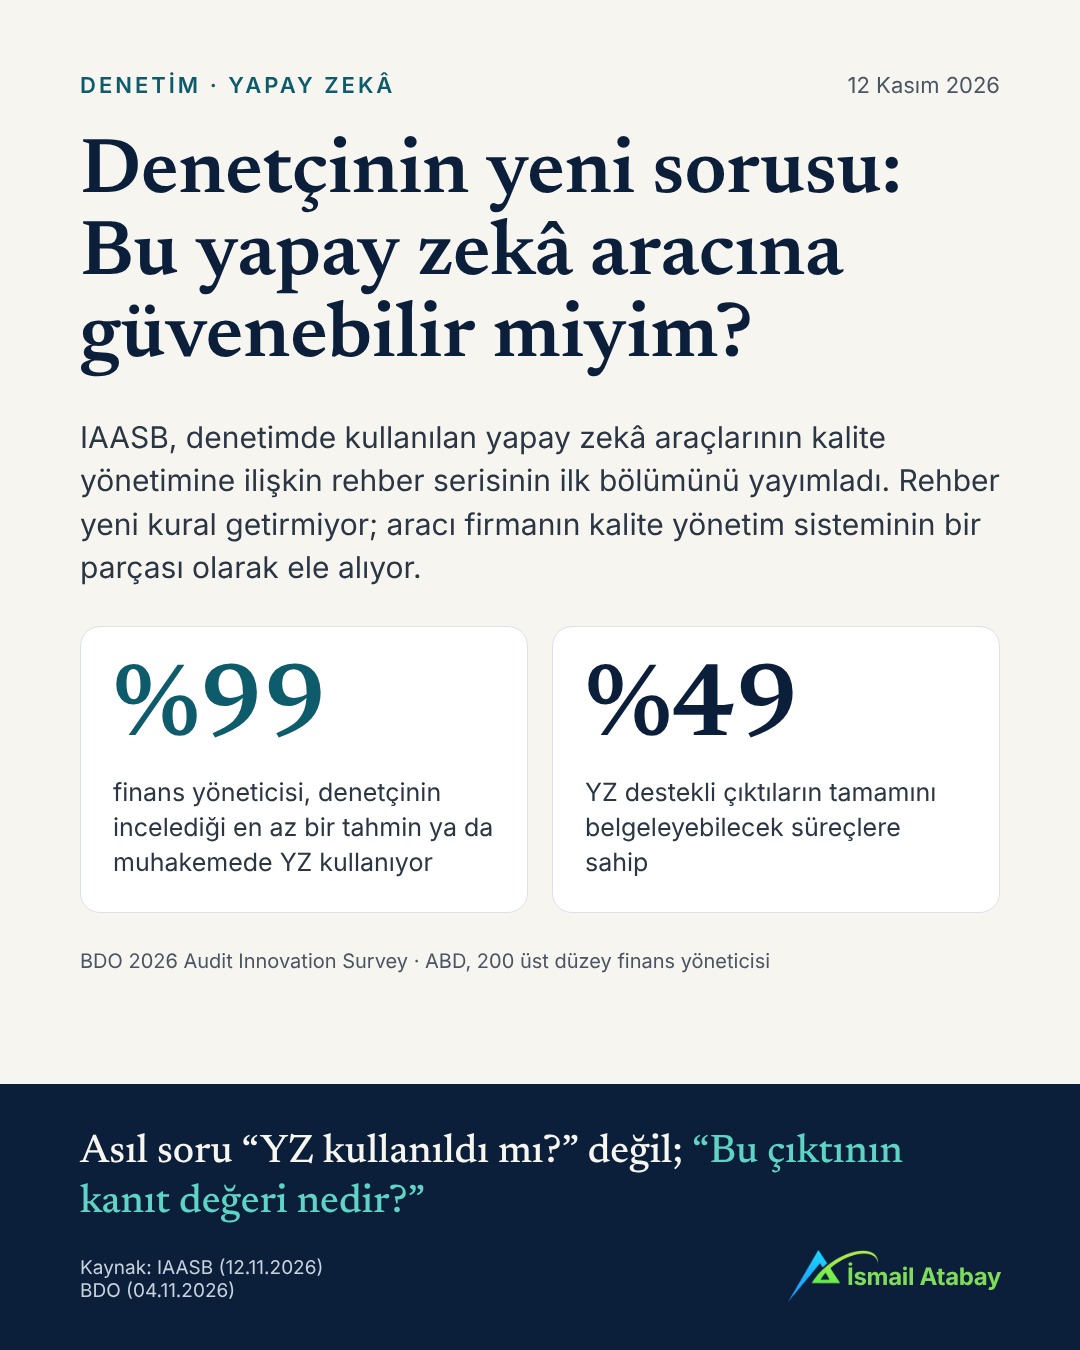 DENETİM · YAPAY ZEKÂ
12 Kasım 2026
Denetçinin yeni sorusu:
Bu yapay zekâ aracına
güvenebilir miyim?
IAASB, denetimde kullanılan yapay zekâ araçlarının kalite
yönetimine ilişkin rehber serisinin ilk bölümünü yayımladı. Rehber
yeni kural getirmiyor; aracı firmanın kalite yönetim sisteminin bir
parçası olarak ele alıyor.
%99
finans yöneticisi, denetçinin
incelediği en az bir tahmin ya da
muhakemede YZ kullanıyor
%49
YZ destekli çıktıların tamamını
belgeleyebilecek süreçlere
sahip
BDO 2026 Audit Innovation Survey · ABD, 200 üst düzey finans yöneticisi
Asıl soru “YZ kullanıldı mı?” değil; “Bu çıktının
kanıt değeri nedir?”
Kaynak: IAASB (12.11.2026)
BDO (04.11.2026)
İsmail Atabay